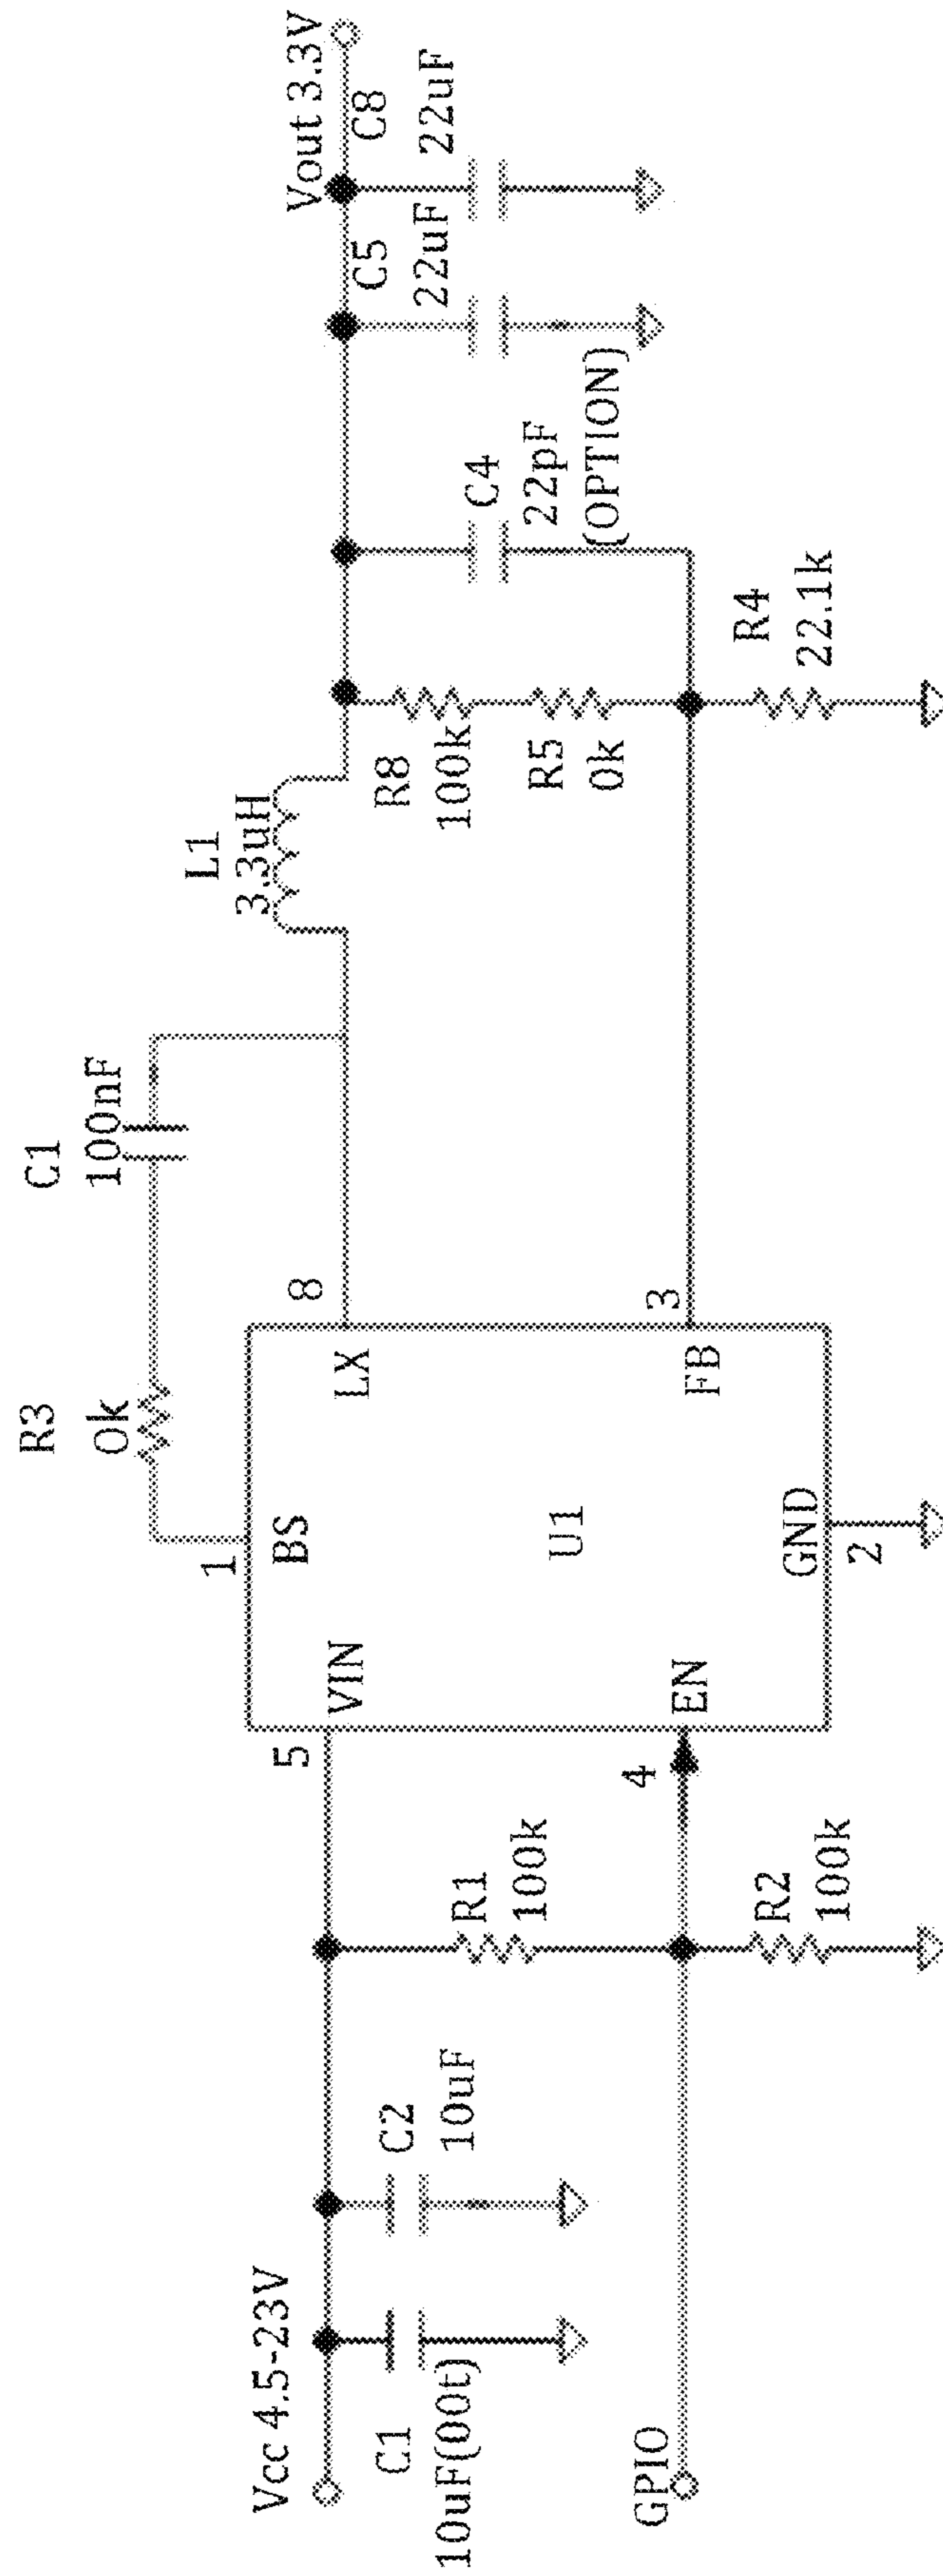 Vcc 4.5-23V
C1
10uF(00t)
C2
10uF
GPIO
R1
100k
R2
100k
5
VIN
4
EN
1
BS
U1
GND
2
LX
8
FB
3
R3
0k
C1
100nF
L1
3.3uH
R8
100k
R5
0k
R4
22.1k
C4
22pF
(OPTION)
C5
22uF
C8
22uF
Vout 3.3V